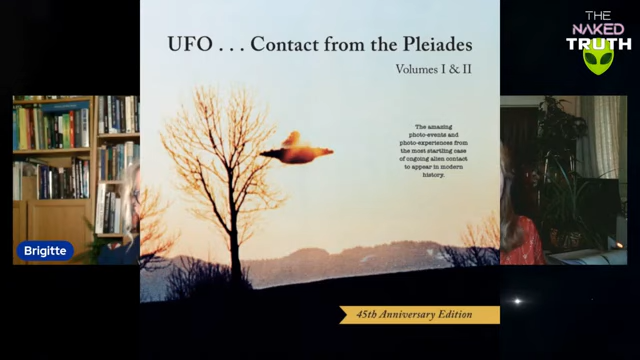 THE
NAKED
TRUTH
UFO . . . Contact from the Pleiades
Volumes I & II
The amazing
photo-events and
photo-experiences from
the most startling case
of ongoing alien contact
to appear in modern
history.
Brigitte
45th Anniversary Edition